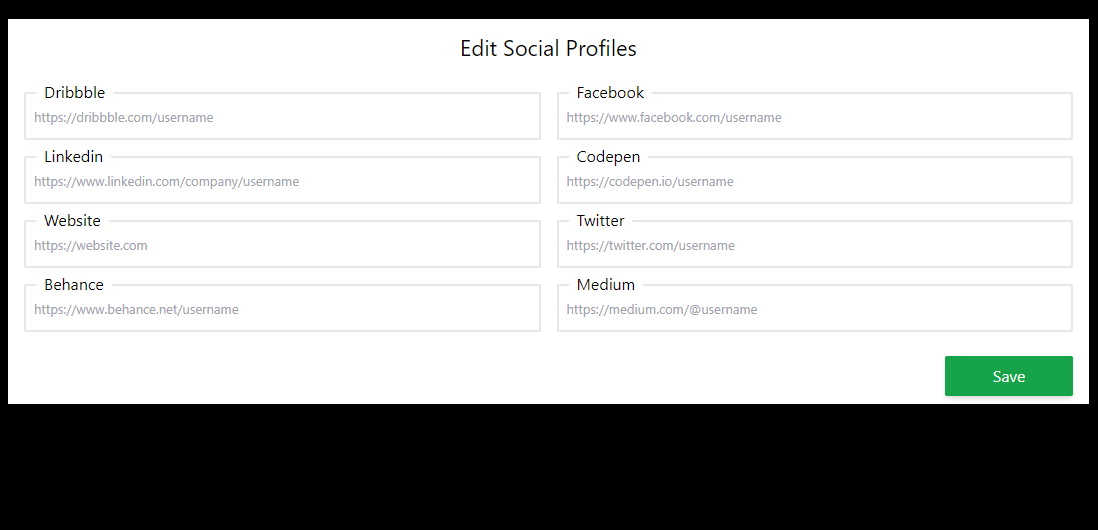 Edit Social Profiles
Dribbble
https://dribbble.com/username
Facebook
https://www.facebook.com/username
Linkedin
https://www.linkedin.com/company/username
Codepen
https://codepen.io/username
Website
https://website.com
Twitter
https://twitter.com/username
Behance
https://www.behance.net/username
Medium
https://medium.com/@username
Save